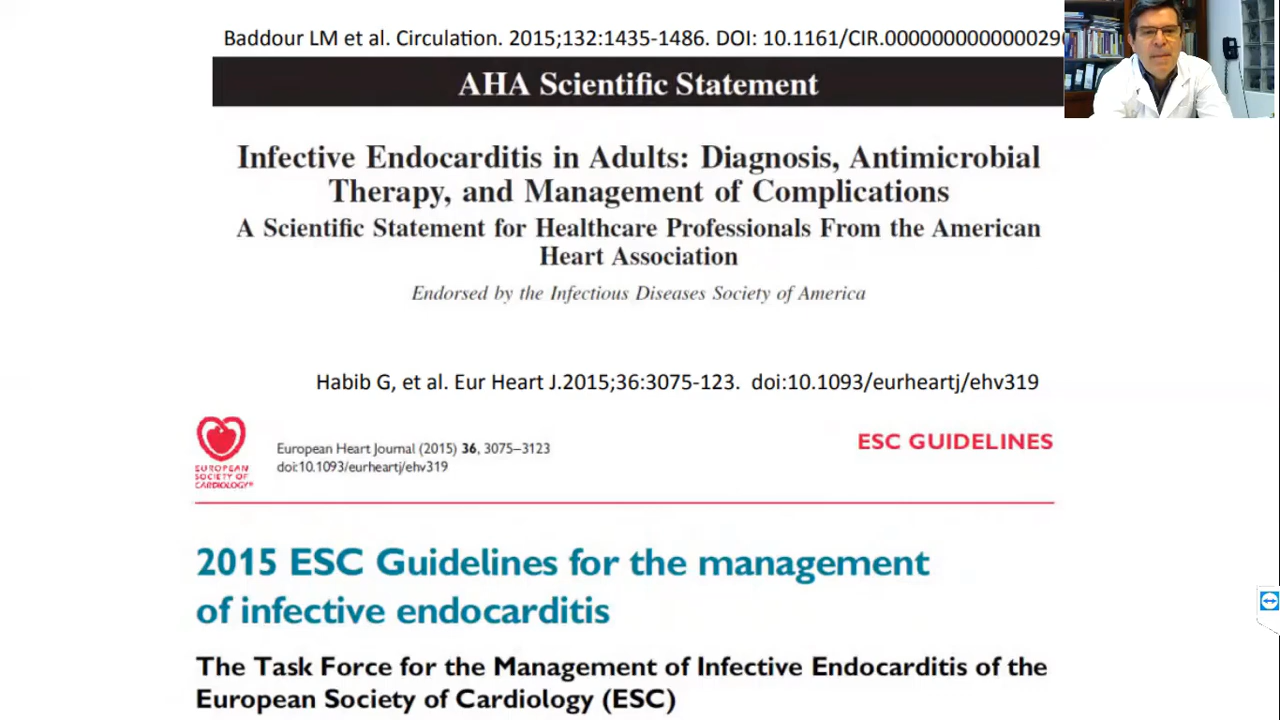 Baddour LM et al. Circulation. 2015;132:1435-1486. DOI: 10.1161/CIR.000000000000029
AHA Scientific Statement
Infective Endocarditis in Adults: Diagnosis, Antimicrobial
Therapy, and Management of Complications
A Scientific Statement for Healthcare Professionals From the American
Heart Association
Endorsed by the Infectious Diseases Society of America
Habib G, et al. Eur Heart J.2015;36:3075-123. doi:10.1093/eurheartj/ehv319
EUROPEAN
SOCIETY OF
CARDIOLOGY®
European Heart Journal (2015) 36, 3075–3123
doi:10.1093/eurheartj/ehv319
ESC GUIDELINES
2015 ESC Guidelines for the management
of infective endocarditis
The Task Force for the Management of Infective Endocarditis of the
European Society of Cardiology (ESC)